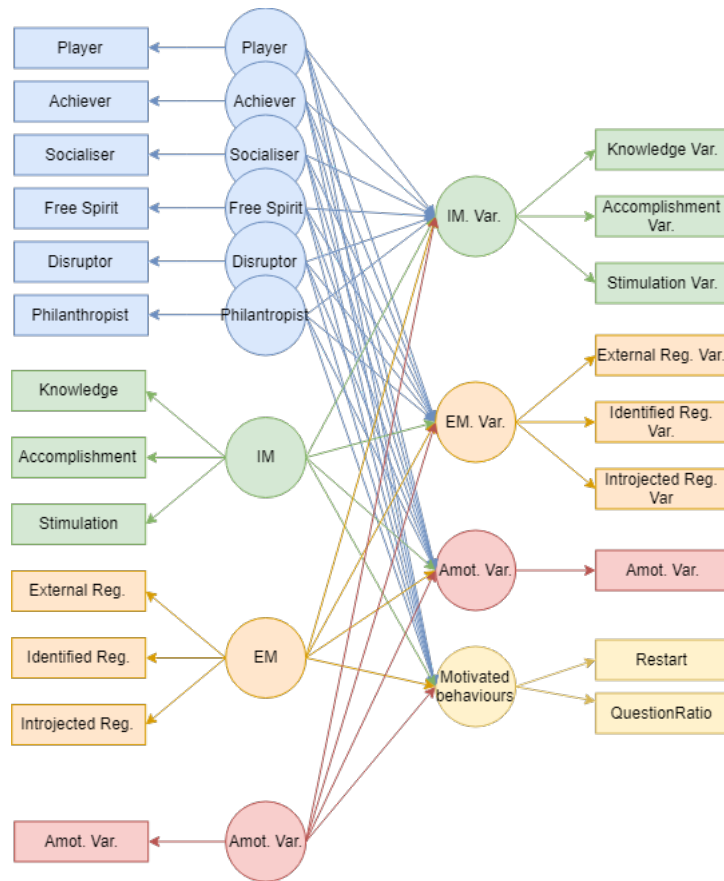 Player
Achiever
Socialiser
Free Spirit
Disruptor
Philanthropist
Knowledge
Accomplishment
Stimulation
External Reg.
Identified Reg.
Introjected Reg.
Amot. Var.
Player
Achiever
Socialiser
Free Spirit
Disruptor
Philantropist
IM
EM
Amot. Var.
IM. Var.
EM. Var.
Amot. Var.
Motivated
behaviours
Knowledge Var.
Accomplishment
Var.
Stimulation Var.
External Reg. Var.
Identified Reg.
Var.
Introjected Reg.
Var
Amot. Var.
Restart
QuestionRatio